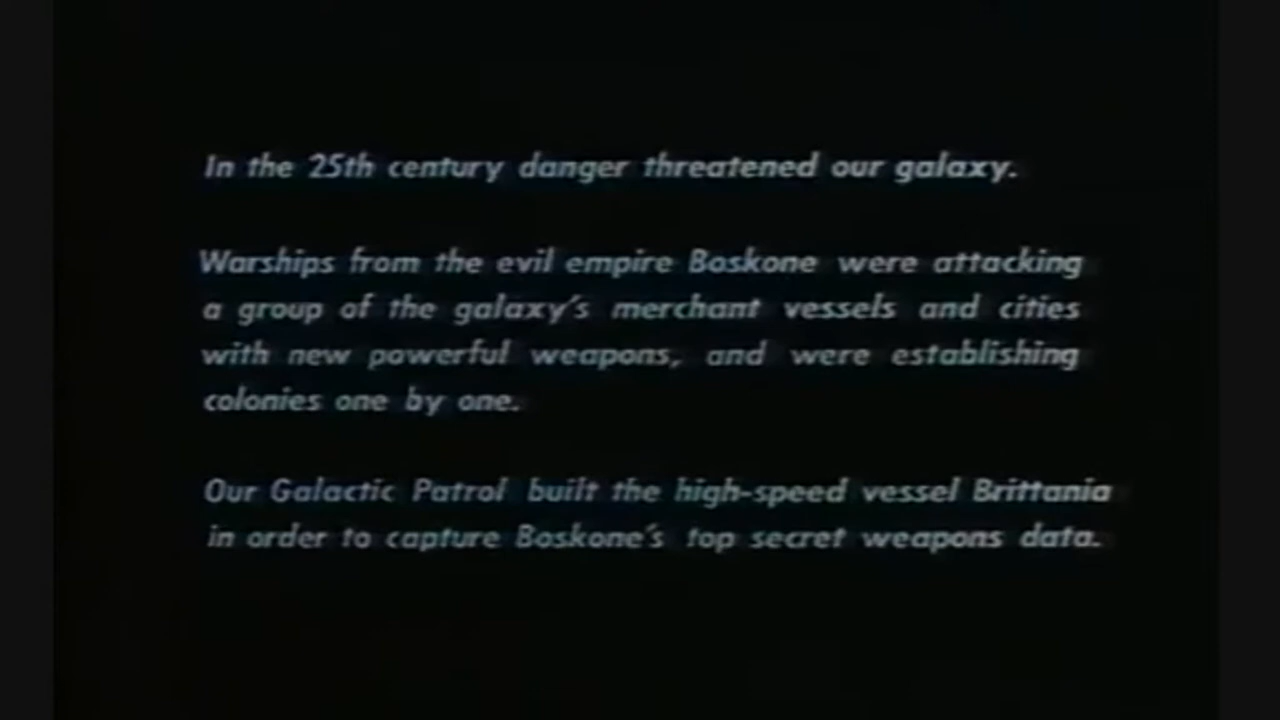 In the 25th century danger threatened our galaxy.
Warships from the evil empire Boskone were attacking
a group of the galaxy's merchant vessels and cities
with new powerful weapons, and were establishing
colonies one by one.
Our Galactic Patrol built the high-speed vessel Brittania
in order to capture Boskone's top secret weapons data.